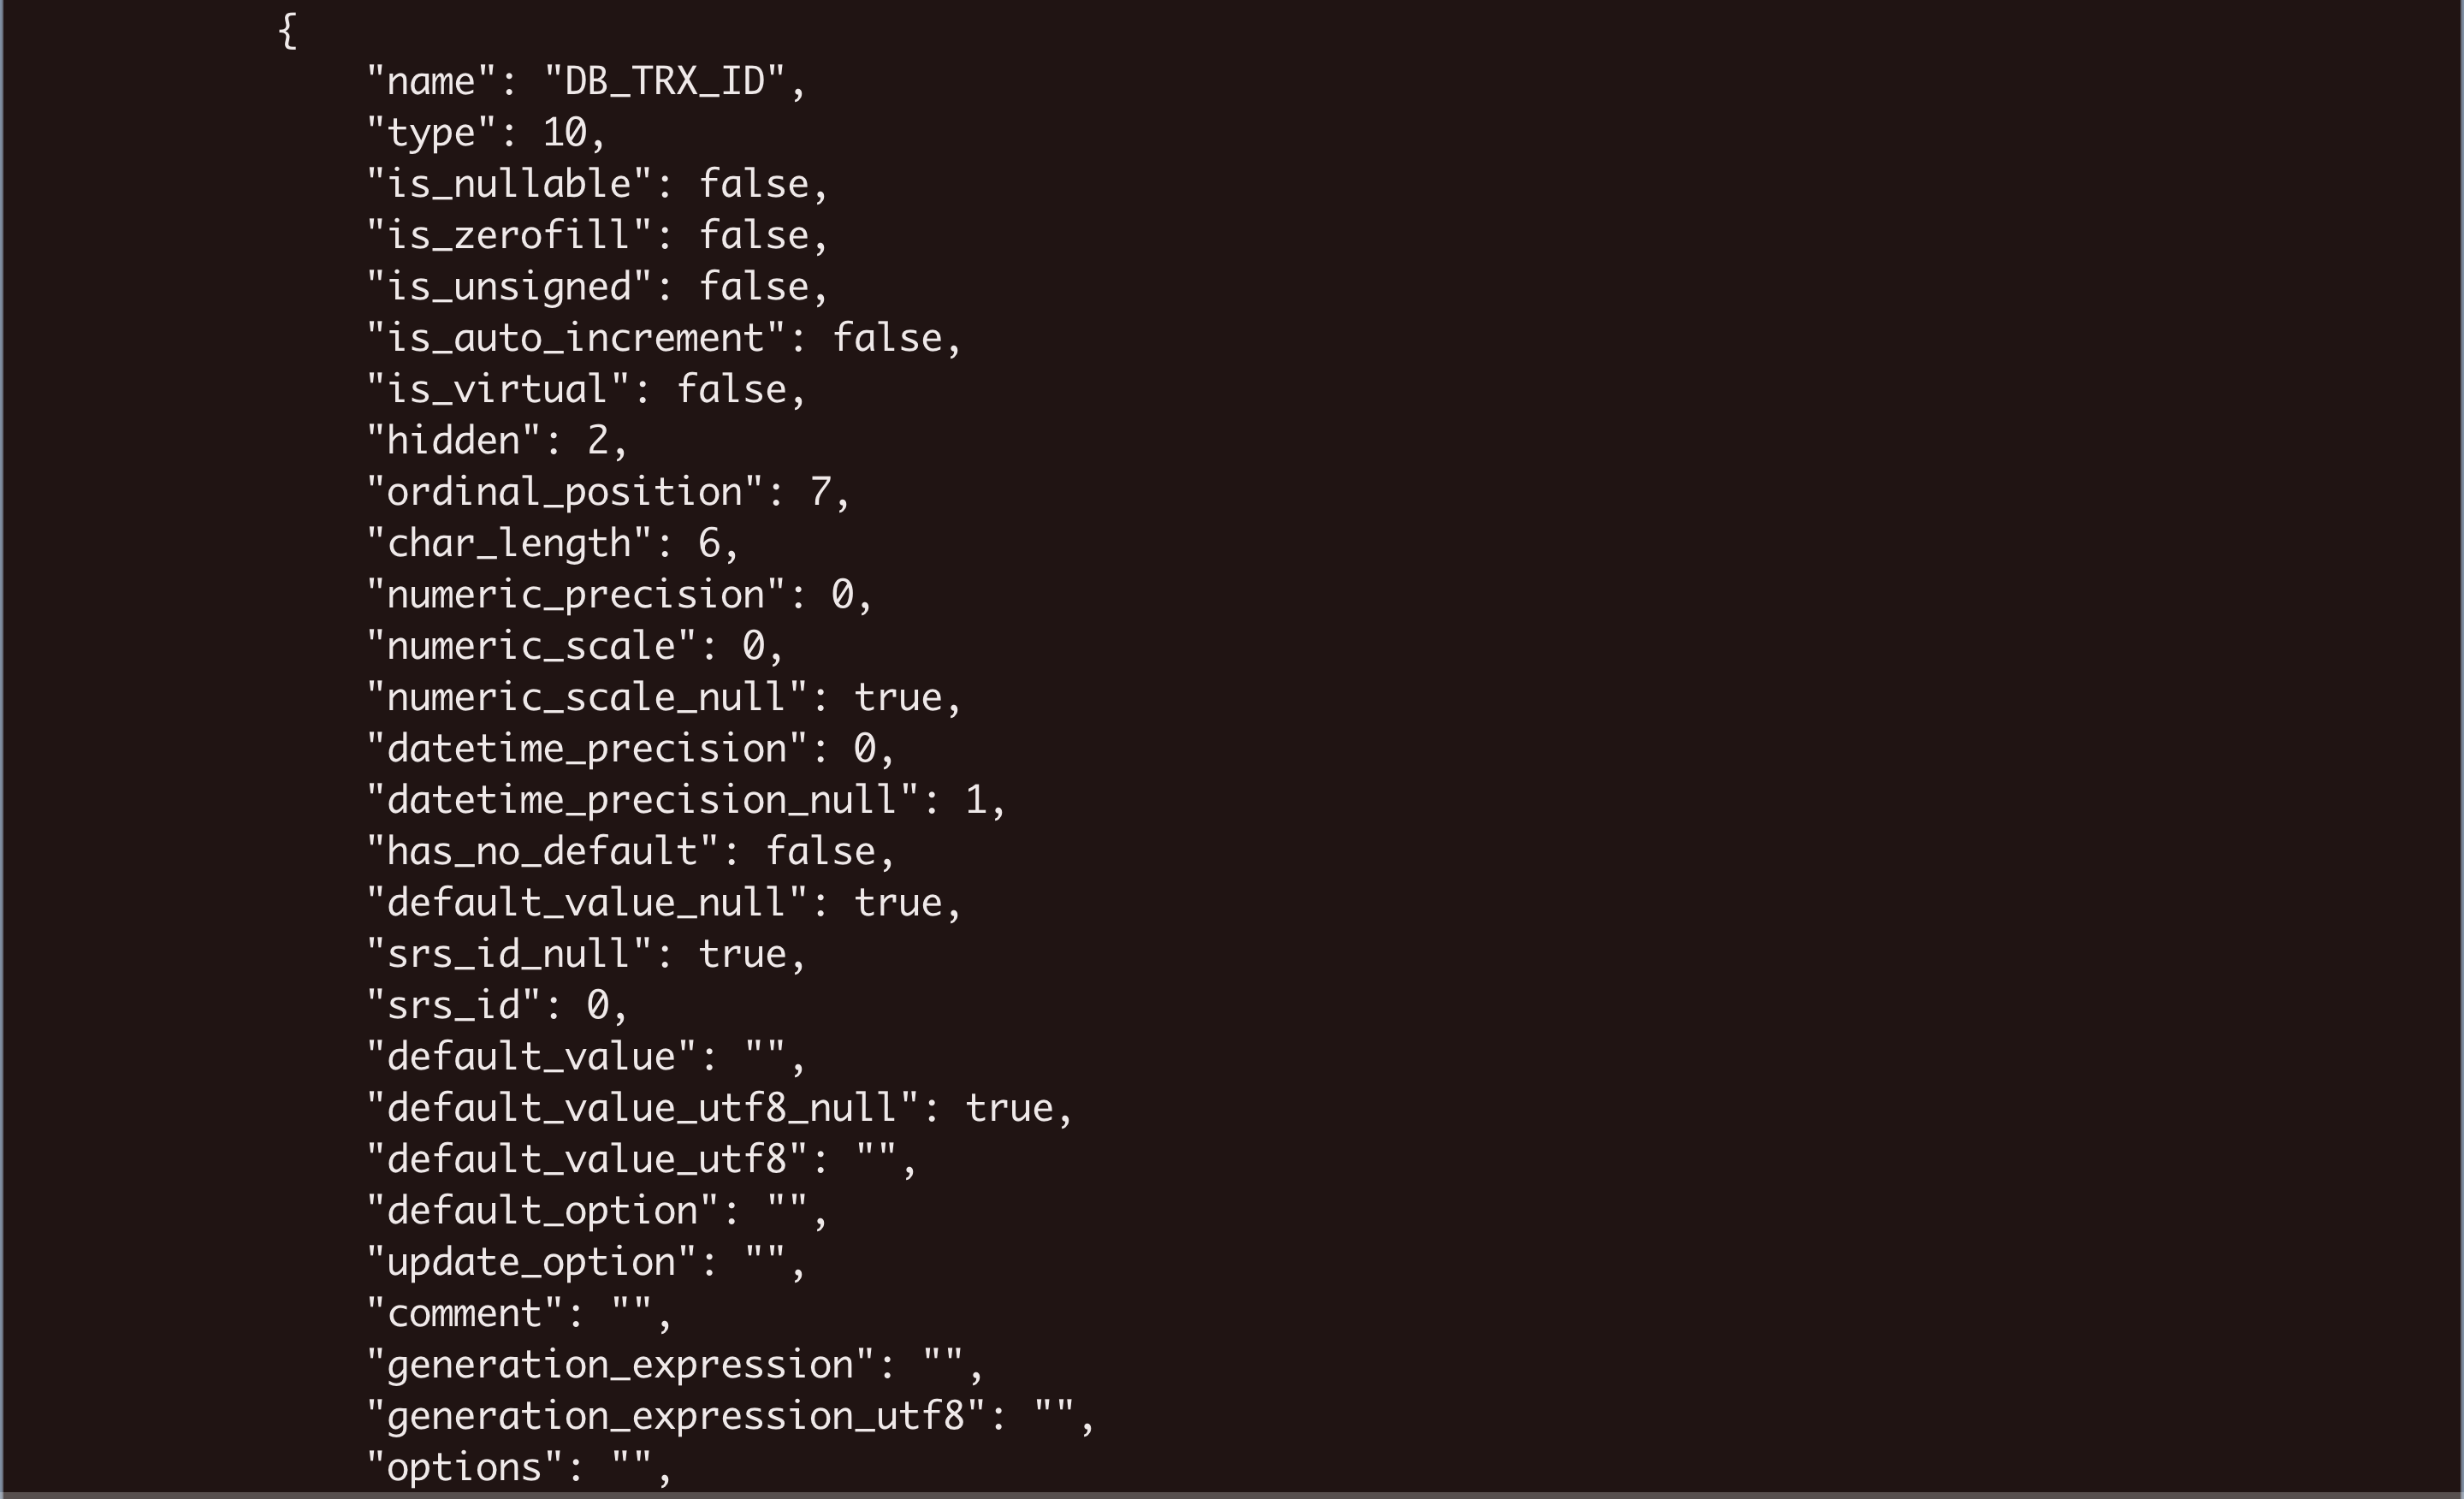 {
"name": "DB_TRX_ID",
"type": 10,
"is_nullable": false,
"is_zerofill": false,
"is_unsigned": false,
"is_auto_increment": false,
"is_virtual": false,
"hidden": 2,
"ordinal_position": 7,
"char_length": 6,
"numeric_precision": 0,
"numeric_scale": 0,
"numeric_scale_null": true,
"datetime_precision": 0,
"datetime_precision_null": 1,
"has_no_default": false,
"default_value_null": true,
"srs_id_null": true,
"srs_id": 0,
"default_value": "",
"default_value_utf8_null": true,
"default_value_utf8": "",
"default_option": "",
"update_option": "",
"comment": "",
"generation_expression": "",
"generation_expression_utf8": "",
"options": "",